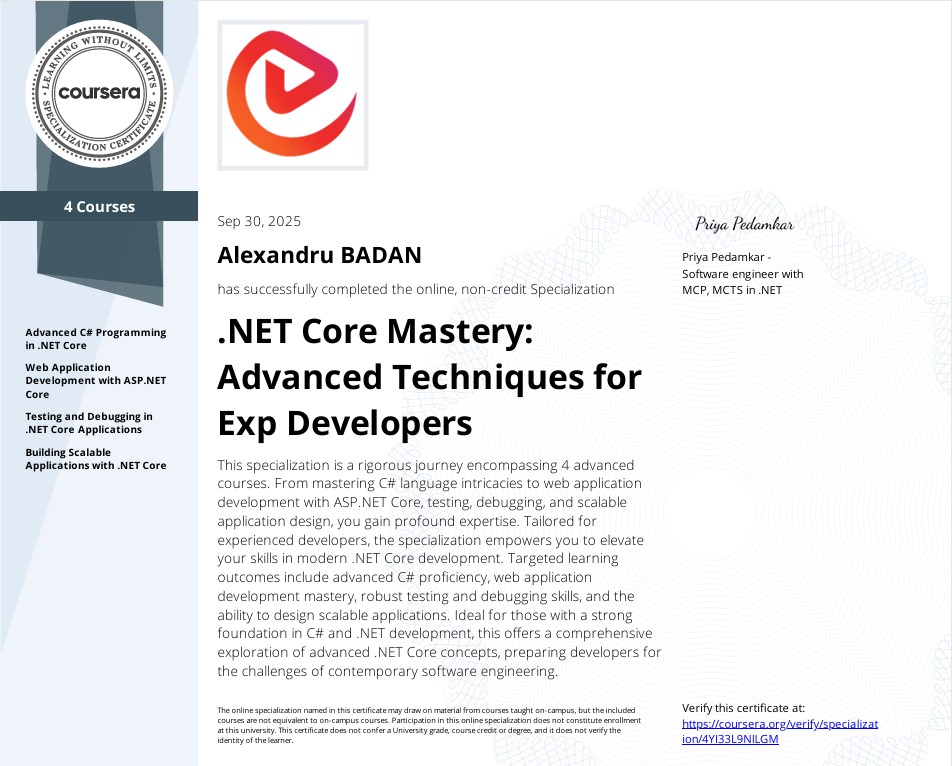 LEARNING WITHOUT LIMITS
coursera
SPECIALIZATION CERTIFICATE
4 Courses
Advanced C# Programming
in .NET Core
Web Application
Development with ASP.NET
Core
Testing and Debugging in
.NET Core Applications
Building Scalable
Applications with .NET Core
Sep 30, 2025
Alexandru BADAN
has successfully completed the online, non-credit Specialization
.NET Core Mastery:
Advanced Techniques for
Exp Developers
This specialization is a rigorous journey encompassing 4 advanced
courses. From mastering C# language intricacies to web application
development with ASP.NET Core, testing, debugging, and scalable
application design, you gain profound expertise. Tailored for
experienced developers, the specialization empowers you to elevate
your skills in modern .NET Core development. Targeted learning
outcomes include advanced C# proficiency, web application
development mastery, robust testing and debugging skills, and the
ability to design scalable applications. Ideal for those with a strong
foundation in C# and .NET development, this offers a comprehensive
exploration of advanced .NET Core concepts, preparing developers for
the challenges of contemporary software engineering.
Priya Pedamkar
Priya Pedamkar -
Software engineer with
MCP, MCTS in .NET
The online specialization named in this certificate may draw on material from courses taught on-campus, but the included
courses are not equivalent to on-campus courses. Participation in this online specialization does not constitute enrollment
at this university. This certificate does not confer a University grade, course credit or degree, and it does not verify the
identity of the learner.
Verify this certificate at:
https://coursera.org/verify/specializat
ion/4YI33L9NILGM